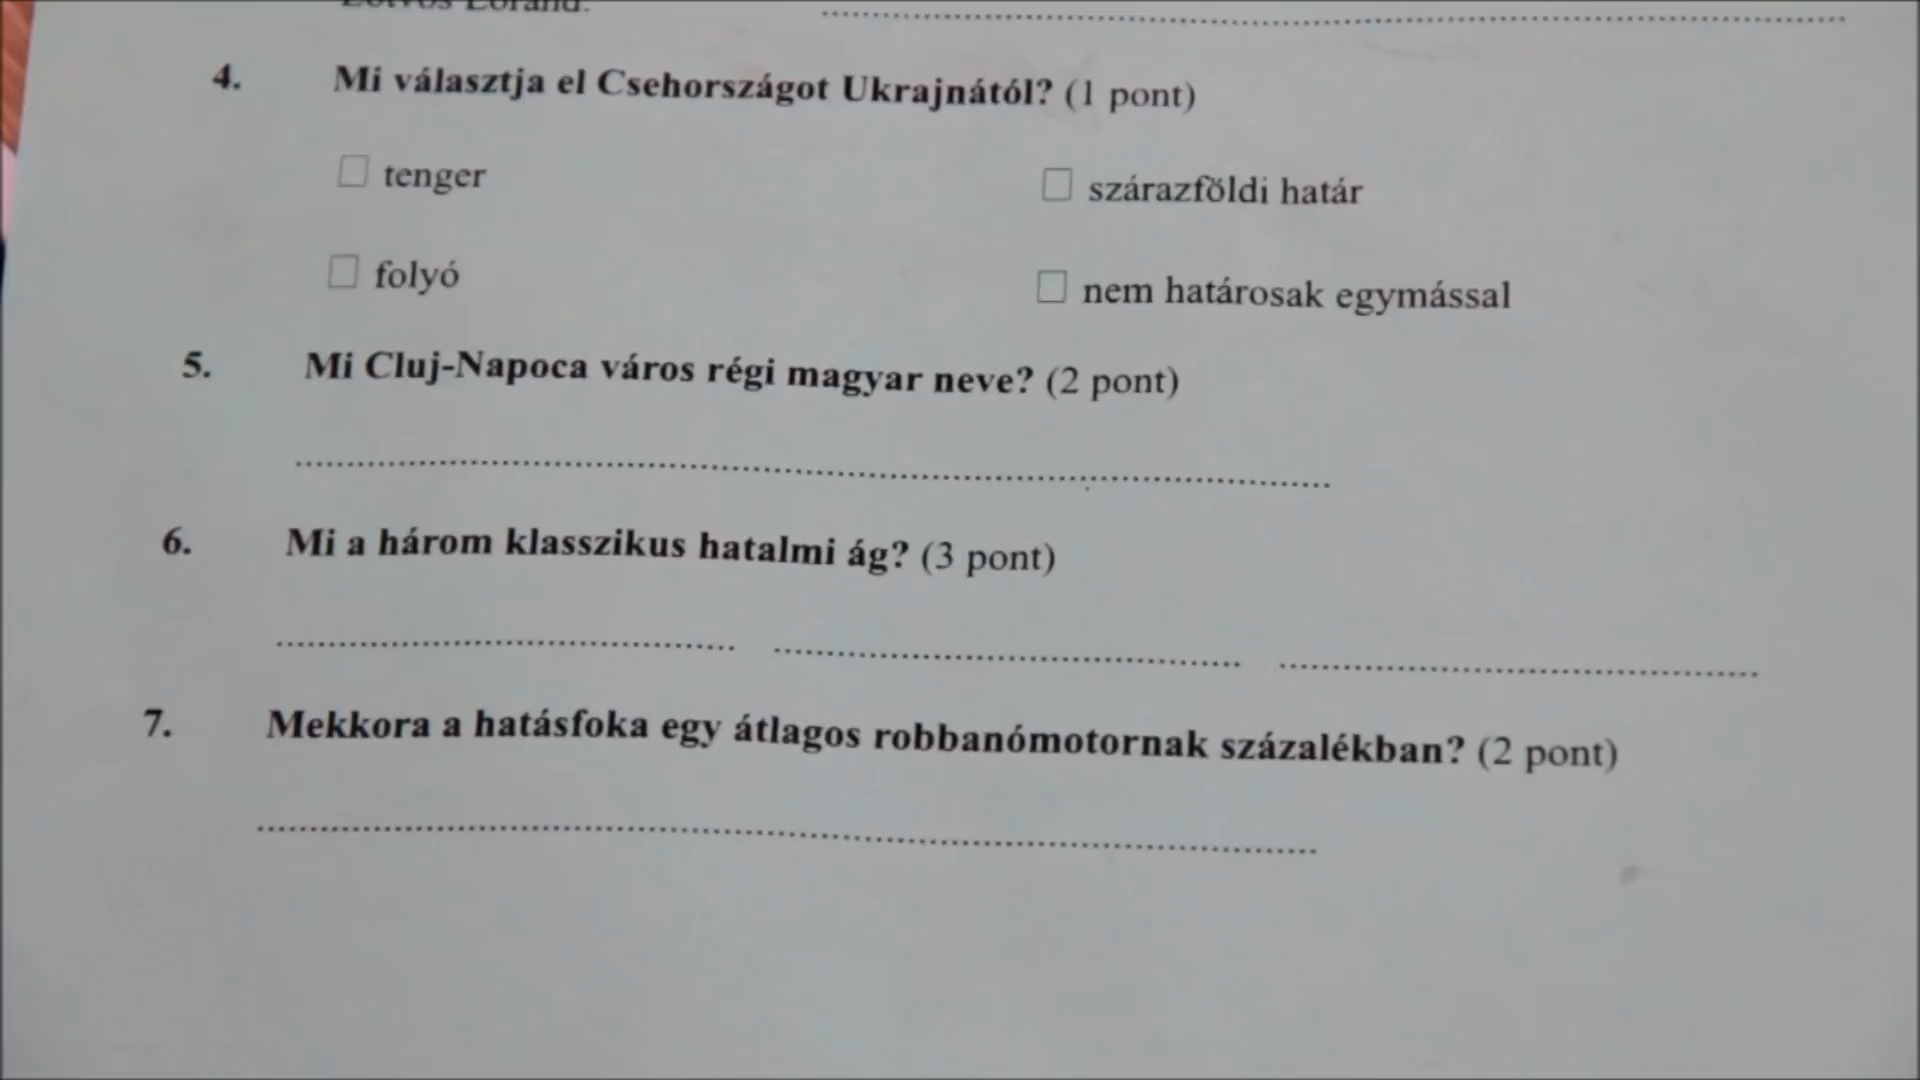 Eötvös Loránd:
4. Mi választja el Csehországot Ukrajnától? (1 pont)
tenger
szárazföldi határ
folyó
nem határosak egymással
5. Mi Cluj-Napoca város régi magyar neve? (2 pont)
6. Mi a három klasszikus hatalmi ág? (3 pont)
7. Mekkora a hatásfoka egy átlagos robbanómotornak százalékban? (2 pont)